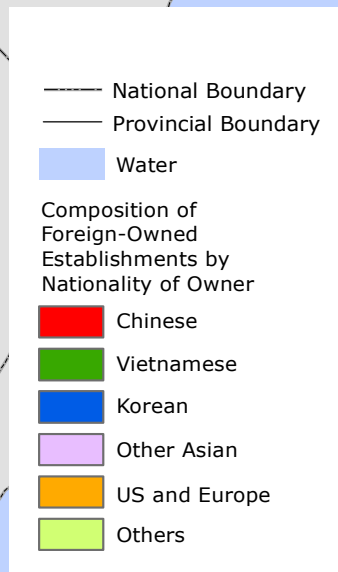 National Boundary
Provincial Boundary
Water
Composition of
Foreign-Owned
Establishments by
Nationality of Owner
Chinese
Vietnamese
Korean
Other Asian
US and Europe
Others